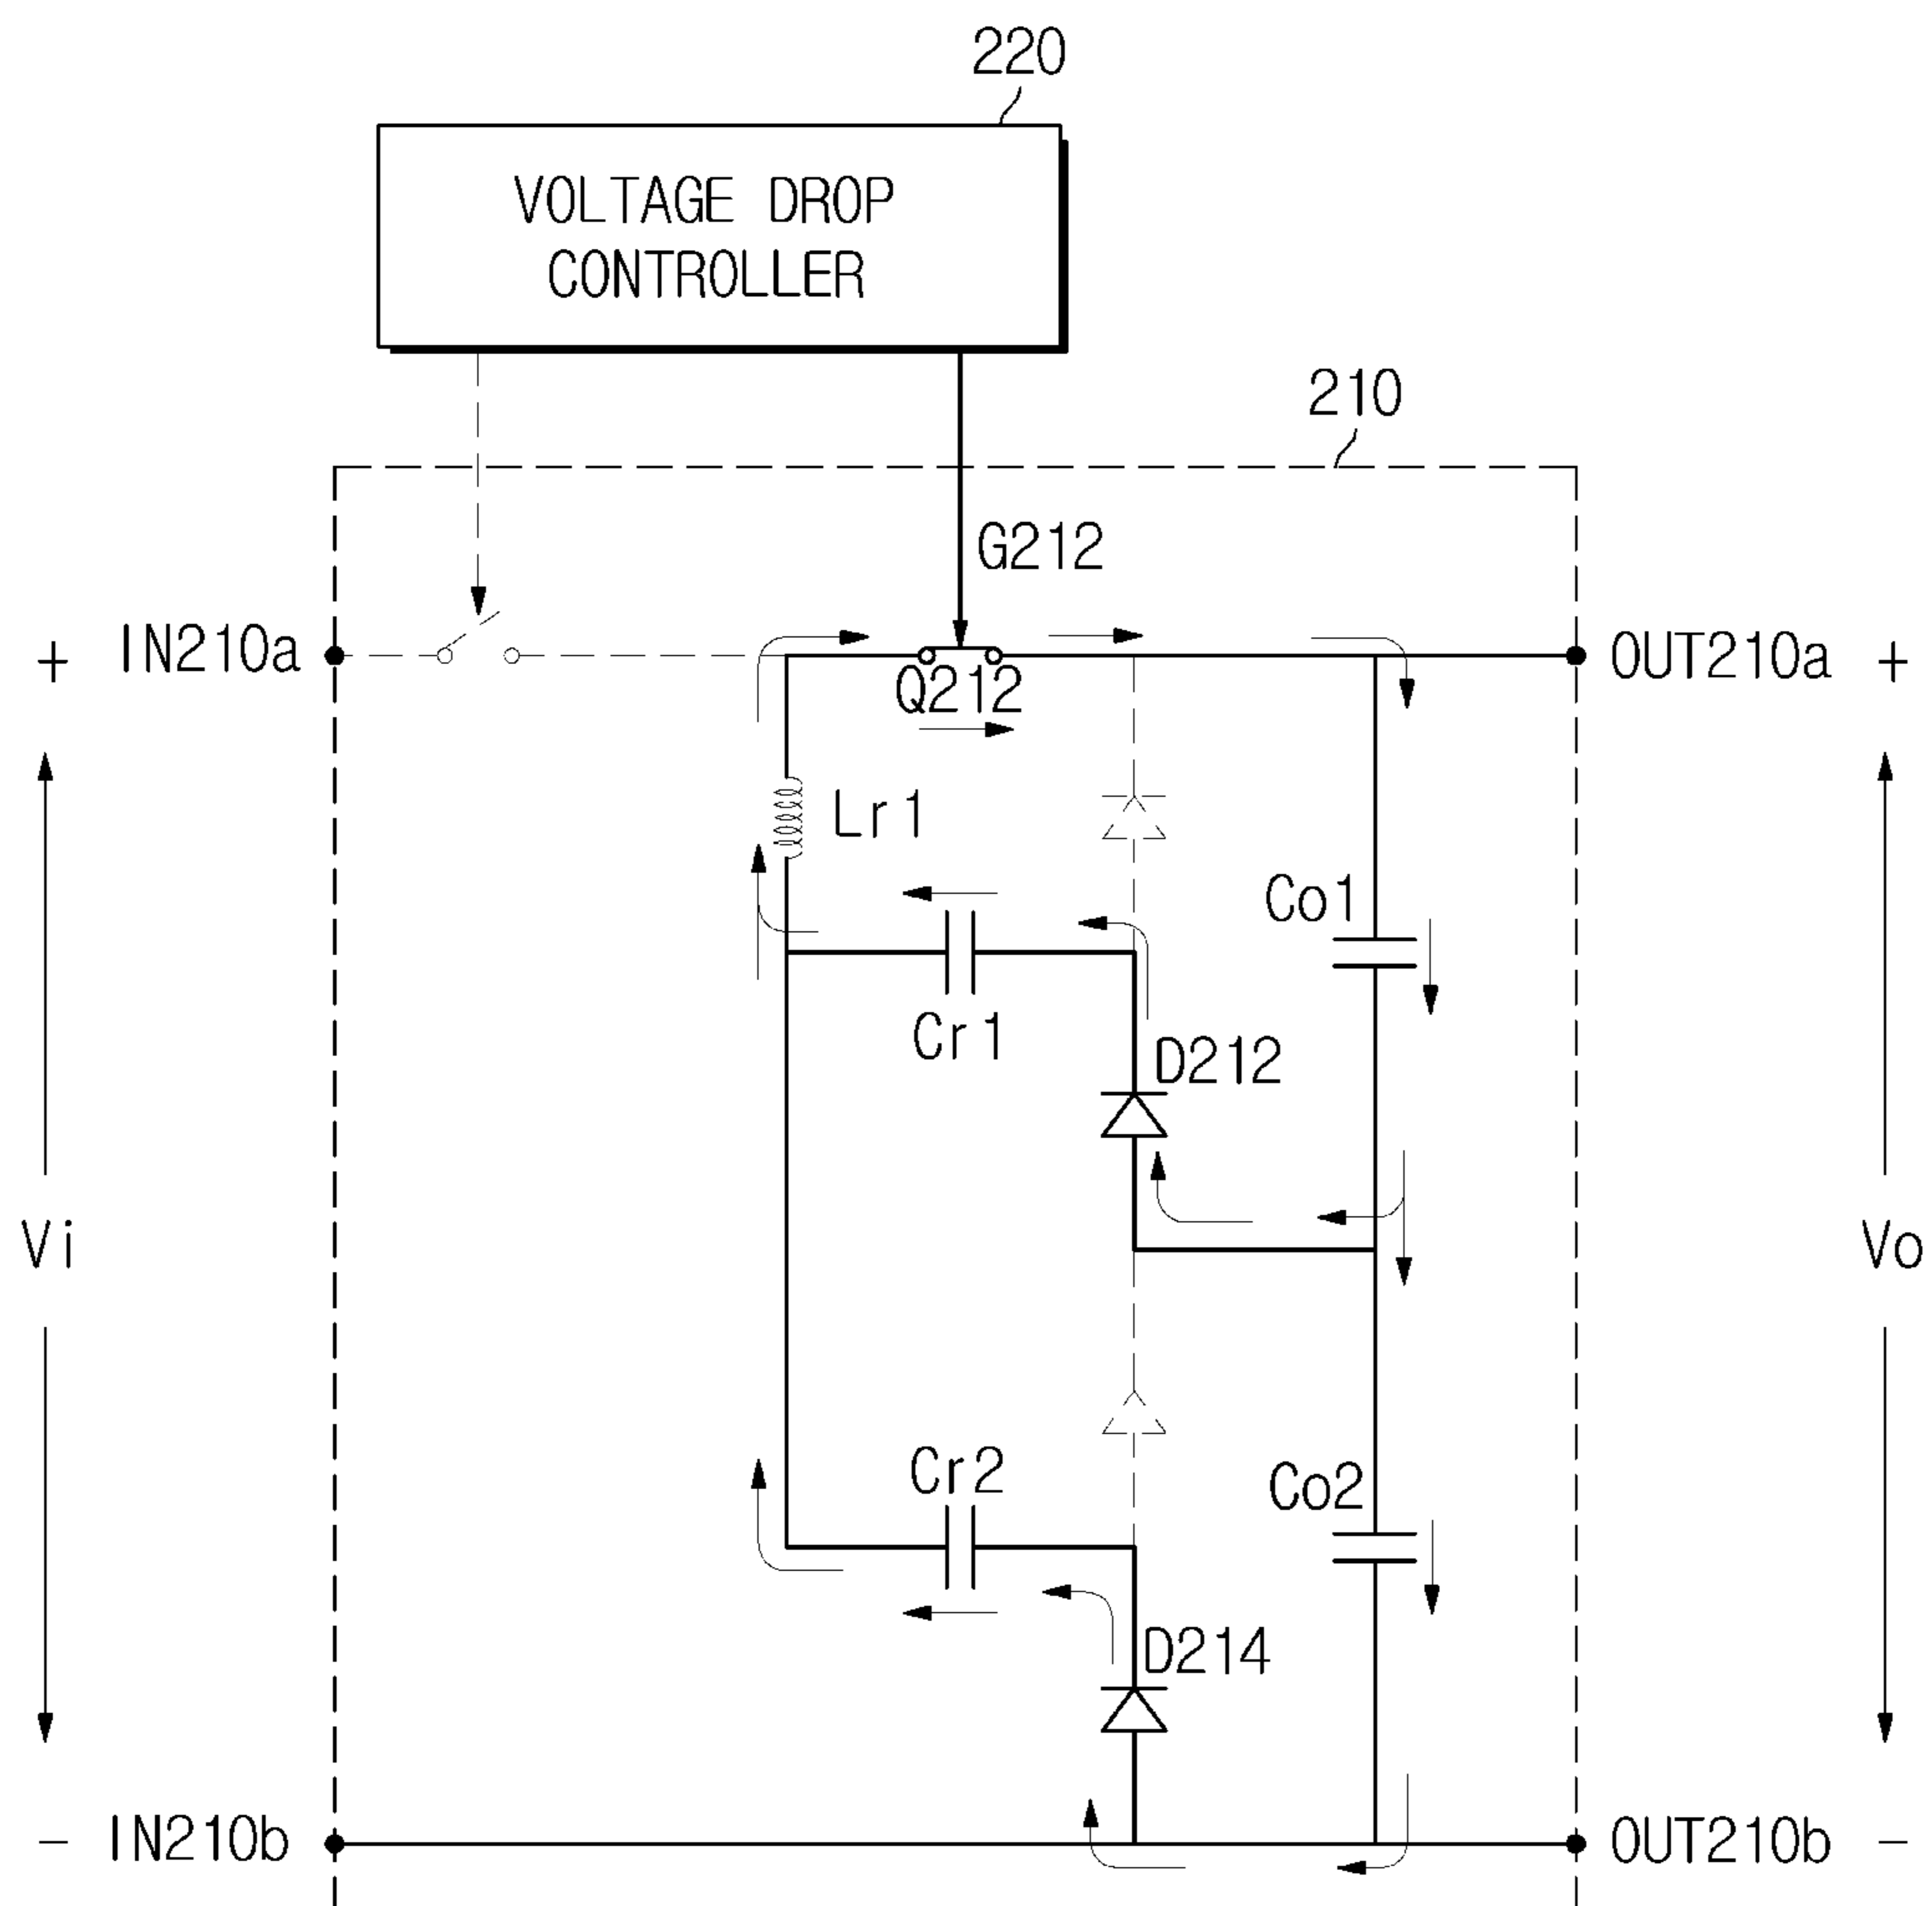 220
VOLTAGE DROP
CONTROLLER
210
G212
+ IN210a
OUT210a +
Q212
Lr1
Co1
Cr1
D212
Vi
Vo
Cr2
Co2
D214
- IN210b
OUT210b -